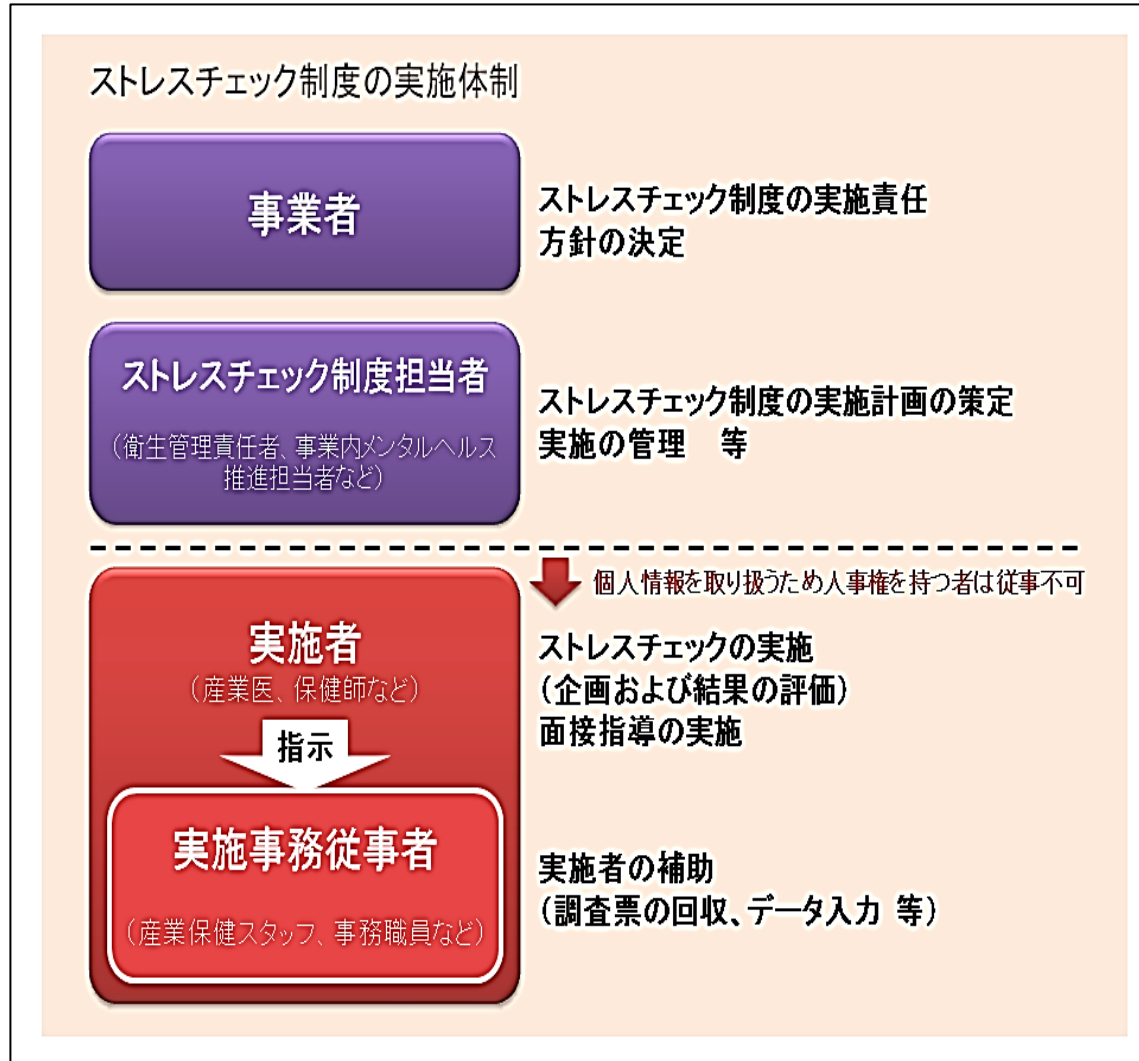 ストレスチェック制度の実施体制
事業者
ストレスチェック制度の実施責任
方針の決定
ストレスチェック制度担当者
(衛生管理責任者、事業内メンタルヘルス
推進担当者など)
ストレスチェック制度の実施計画の策定
実施の管理 等
個人情報を取り扱うため人事権を持つ者は従事不可
実施者
(産業医、保健師など)
指示
ストレスチェックの実施
(企画および結果の評価)
面接指導の実施
実施事務従事者
(産業保健スタッフ、事務職員など)
実施者の補助
(調査票の回収、データ入力 等)